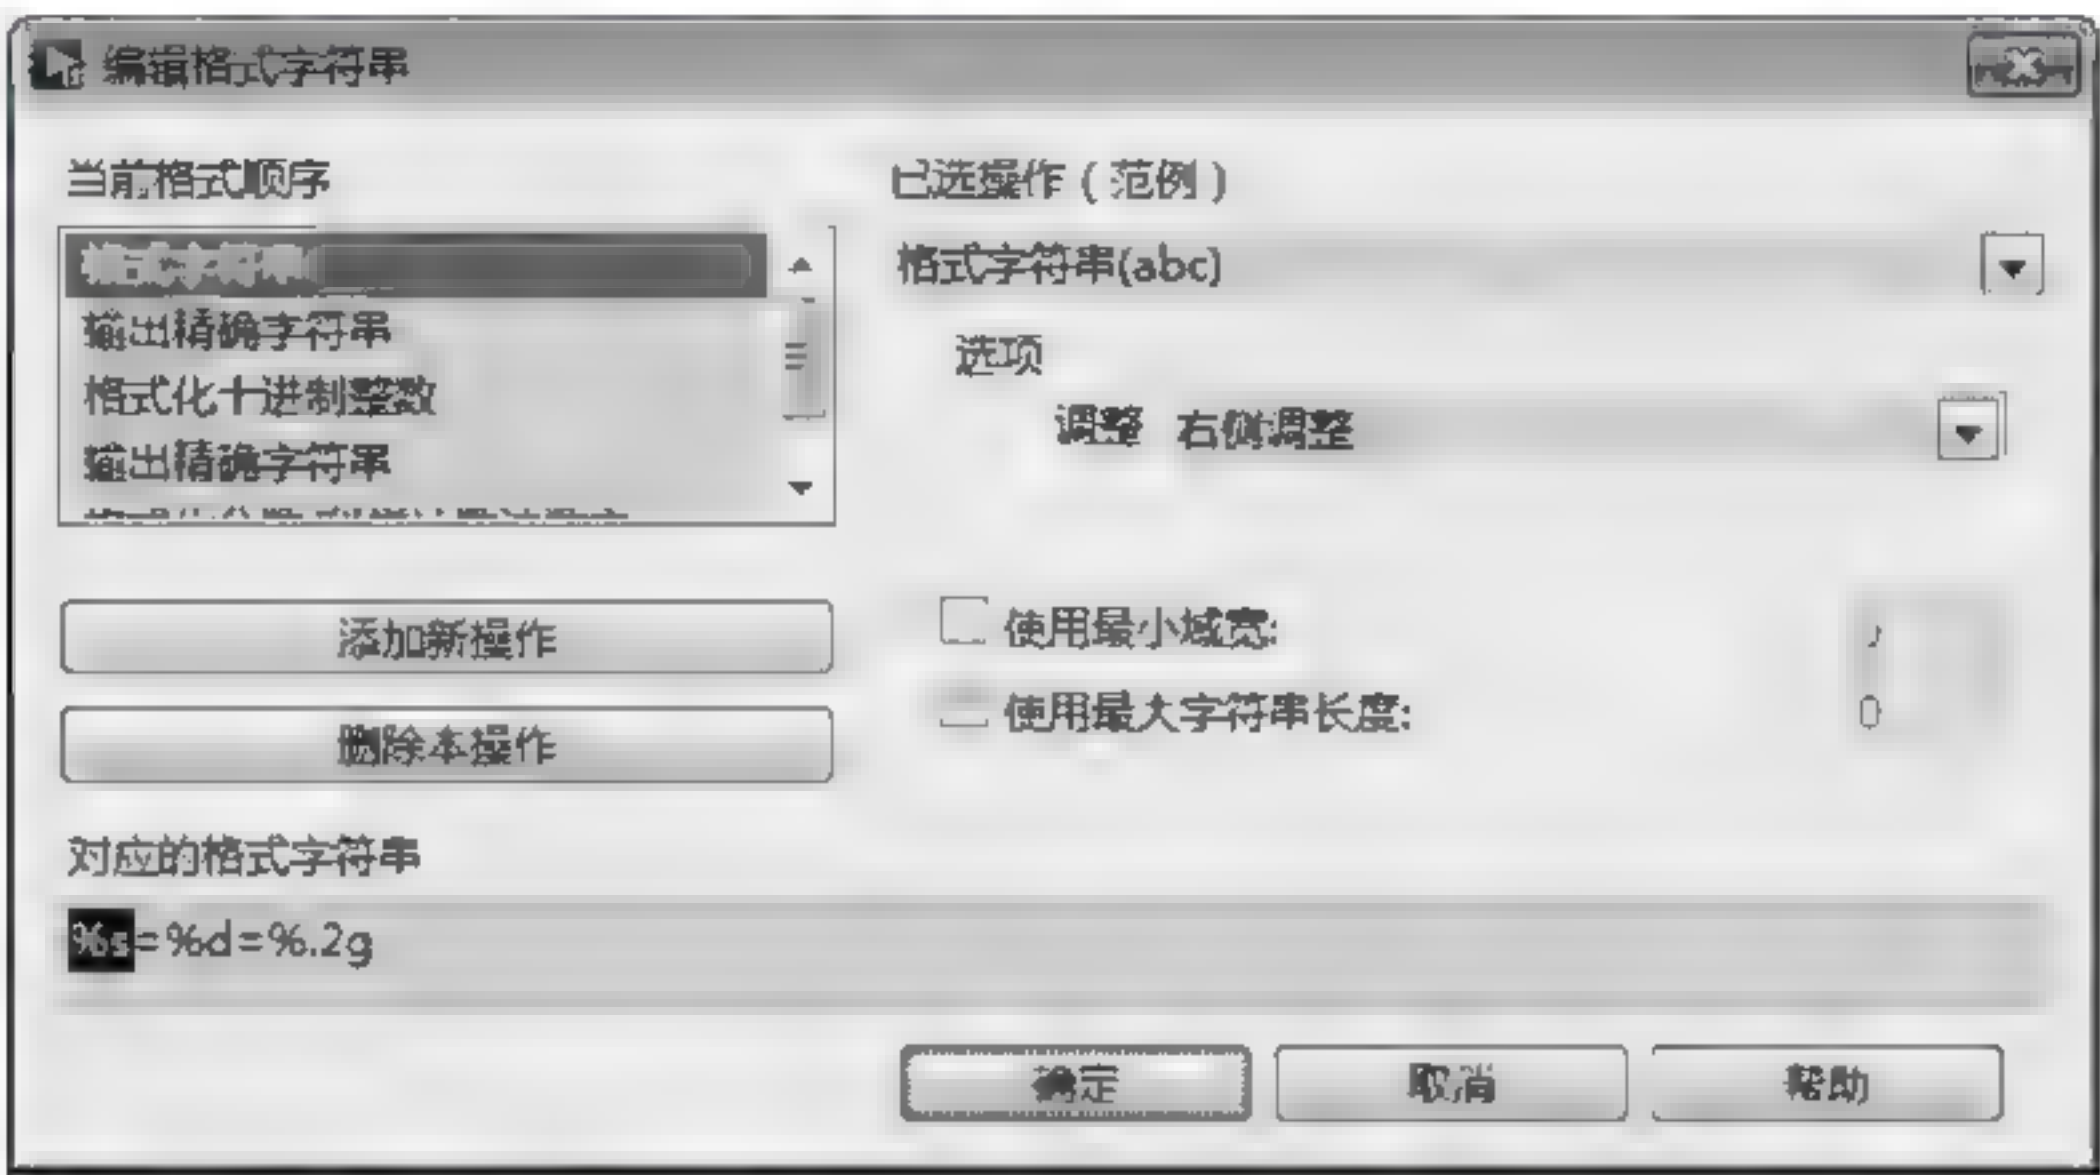 编辑格式字符串
当前格式顺序
格式字符串
输出精确字符串
格式化十进制整数
输出精确字符串
添加新操作
删除本操作
已选操作(范例)
格式字符串(abc)
选项
调整 右侧调整
使用最小域宽:
使用最大字符串长度: 0
对应的格式字符串
%s=%d=%.2g
确定 取消 帮助